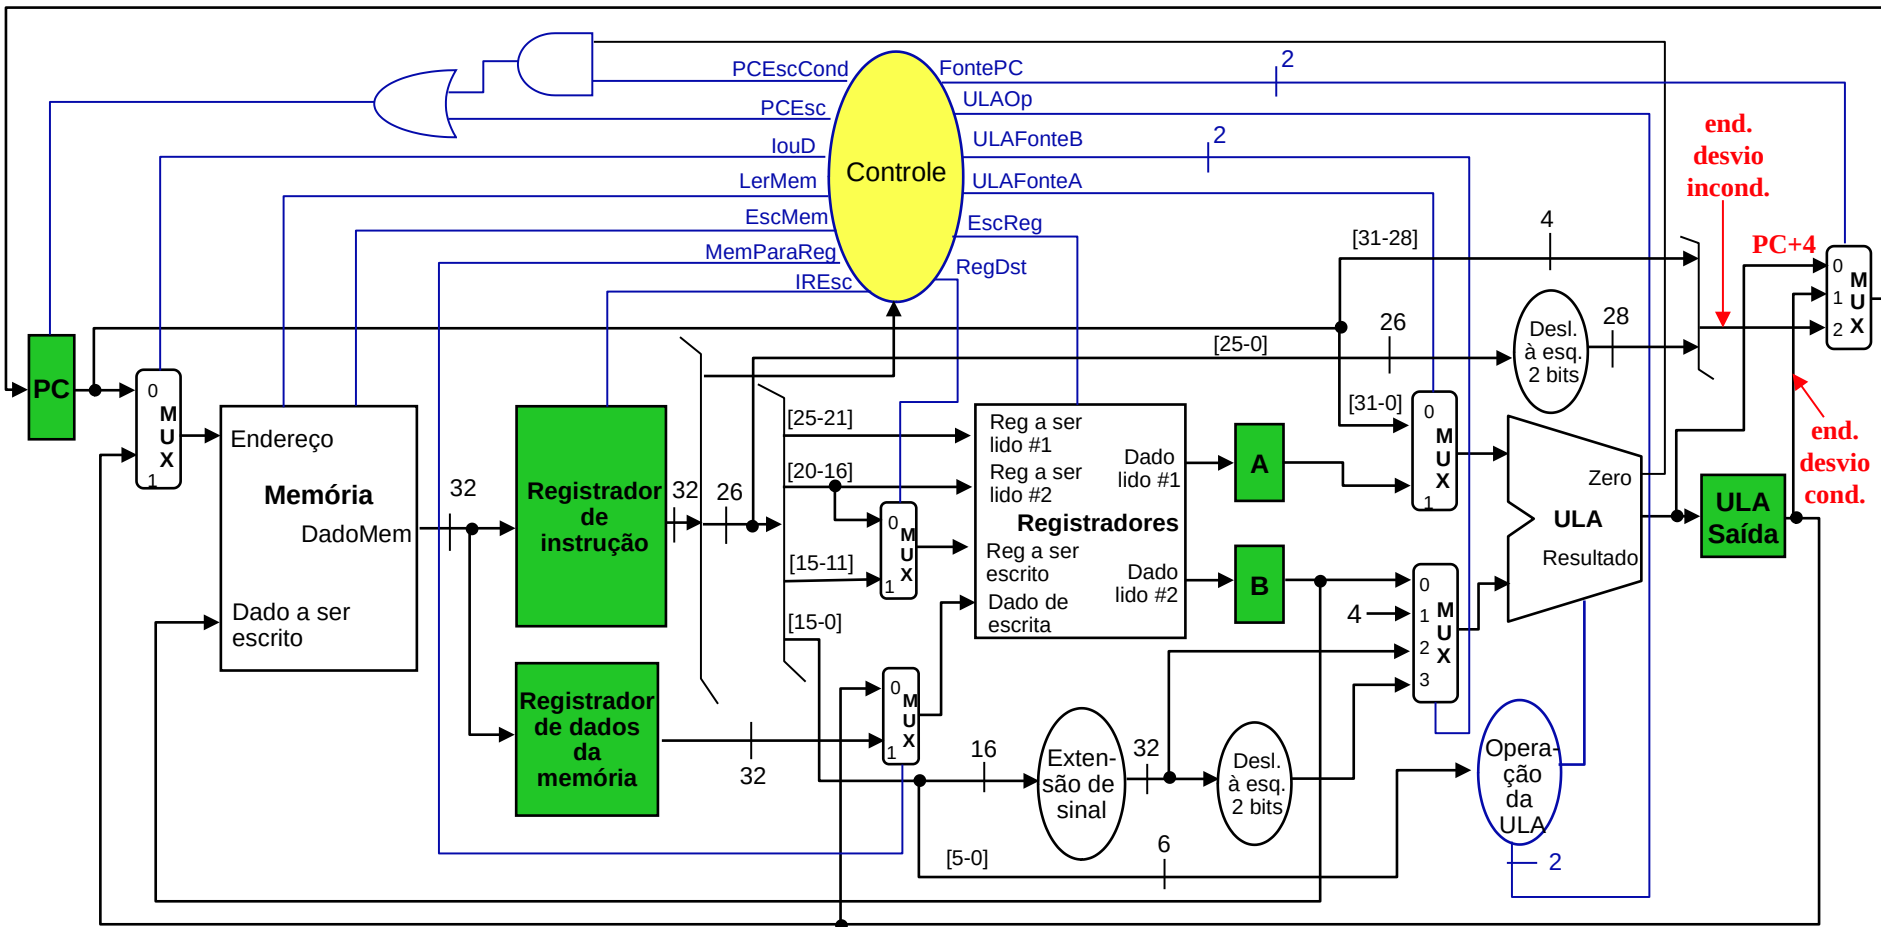 PCEscCond
PCEsc
IouD
LerMem
EscMem
MemParaReg
IREsc
Controle
FontePC
2
ULAOp
ULAFonteB
2
ULAFonteA
EscReg
RegDst
end.
desvio
incond.
[31-28]
4
PC+4
0
1
2
M
U
X
26
[25-0]
Desl.
à esq.
2 bits
28
PC
0
M
U
X
1
Endereço
Memória
DadoMem
Dado a ser
escrito
32
Registrador
de
instrução
32
26
Registrador
de dados
da
memória
32
[25-21]
[20-16]
[15-11]
[15-0]
0
M
U
X
1
0
M
U
X
1
Reg a ser
lido #1
Reg a ser
lido #2
Registradores
Reg a ser
escrito
Dado de
escrita
Dado
lido #1
Dado
lido #2
A
B
[31-0]
0
M
U
X
1
4
0
1
2
3
M
U
X
Zero
ULA
Resultado
ULA
Saída
end.
desvio
cond.
16
Exten-
são de
sinal
32
Desl.
à esq.
2 bits
Opera-
ção
da
ULA
[5-0]
6
2